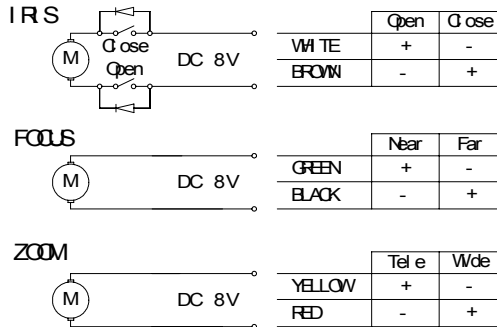 IRIS
Open Close
Close
M DC 8V WHITE + -
Open
BROWN - +
FOCUS
Near Far
GREEN + -
M DC 8V
BLACK - +
ZOOM
Tele Wide
YELLOW + -
M DC 8V
RED - +